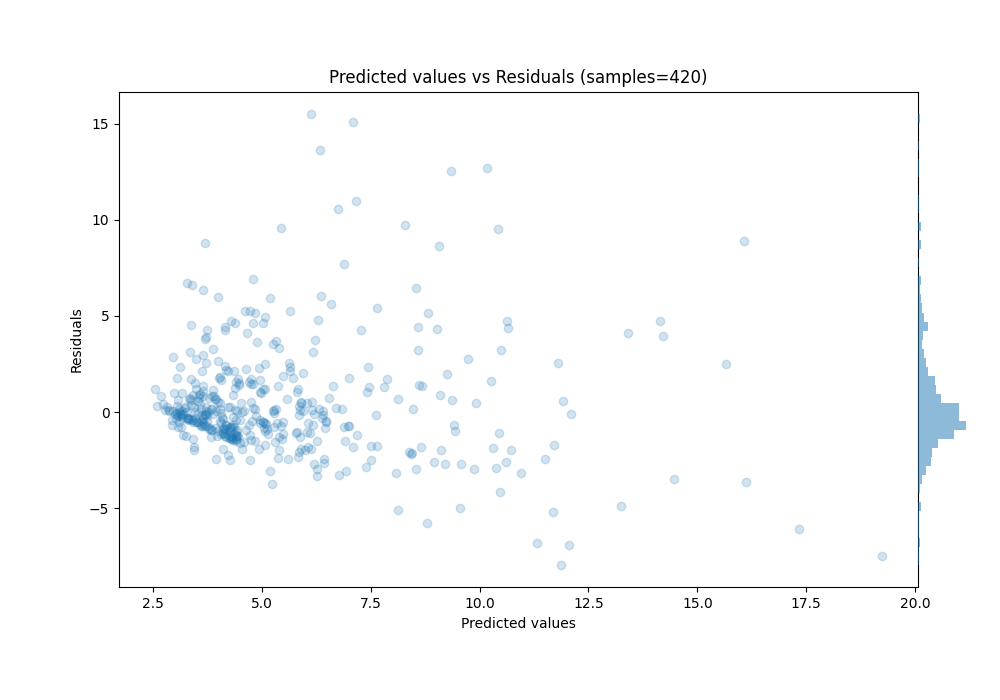 Predicted values vs Residuals (samples=420)
15
10
5
0
−5
Residuals
2.5 5.0 7.5 10.0 12.5 15.0 17.5 20.0
Predicted values